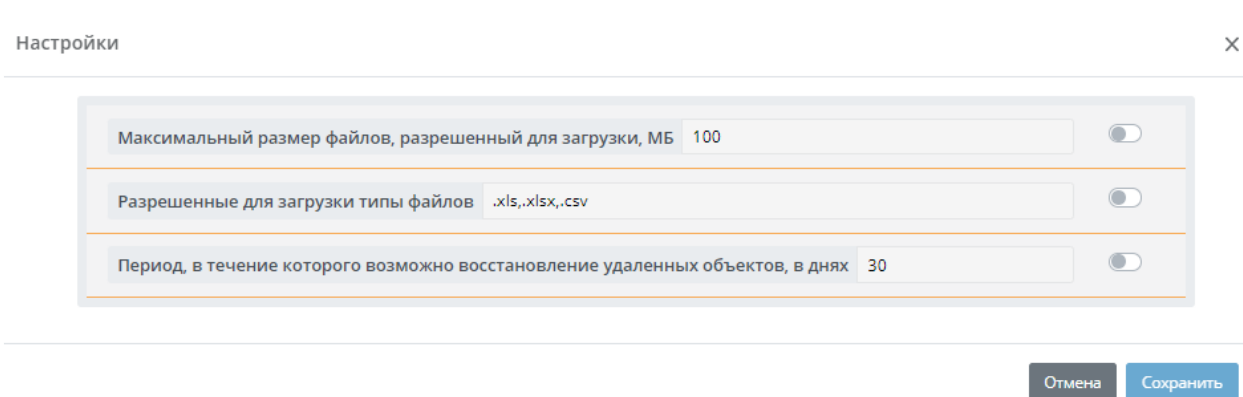 Настройки
Максимальный размер файлов, разрешенный для загрузки, МБ 100
Разрешенные для загрузки типы файлов .xls,.xlsx,.csv
Период, в течение которого возможно восстановление удаленных объектов, в днях 30
Отмена Сохранить